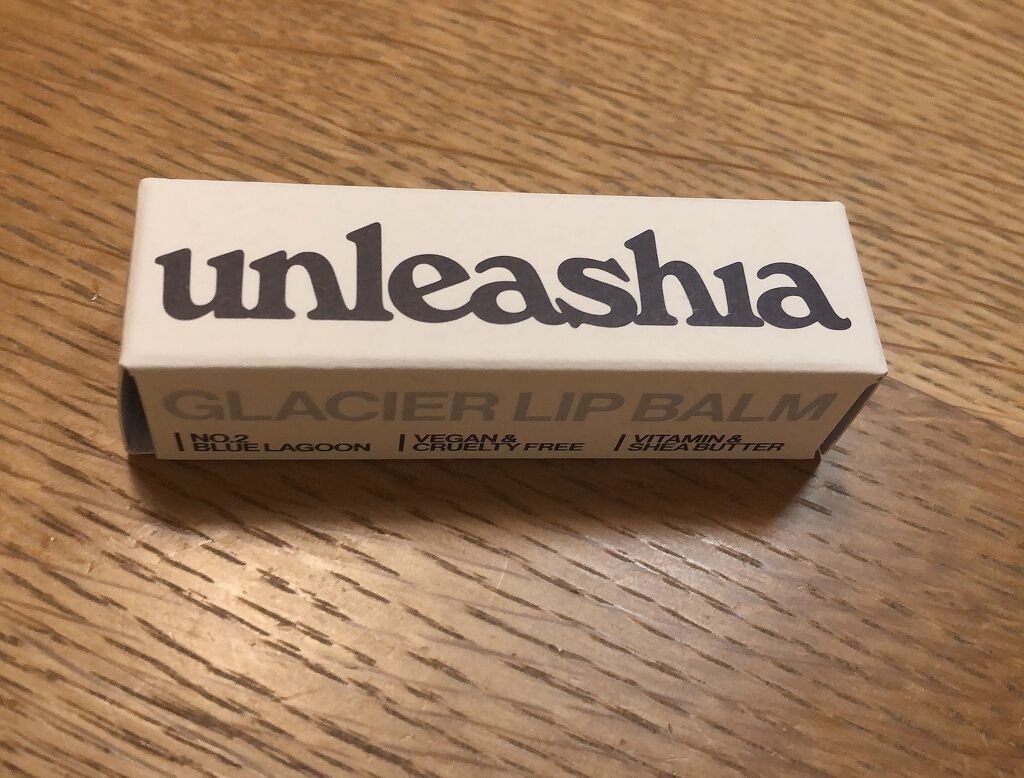 unleashia
GLACIER LIP BALM
NO.2
BLUE LAGOON
VEGAN &
CRUELTY FREE
VITAMIN &
SHEA BUTTER